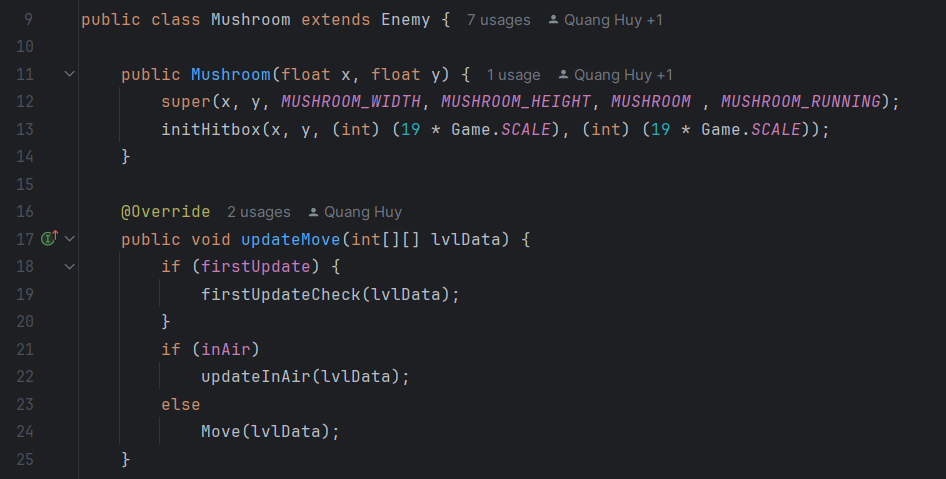 9 public class Mushroom extends Enemy { 7 usages Quang Huy +1
10
11 public Mushroom(float x, float y) { 1 usage Quang Huy +1
12 super(x, y, MUSHROOM_WIDTH, MUSHROOM_HEIGHT, MUSHROOM , MUSHROOM_RUNNING);
13 initHitbox(x, y, (int) (19 * Game.SCALE), (int) (19 * Game.SCALE));
14 }
15
16 @Override 2 usages Quang Huy
17 public void updateMove(int[][] lvlData) {
18 if (firstUpdate) {
19 firstUpdateCheck(lvlData);
20 }
21 if (inAir)
22 updateInAir(lvlData);
23 else
24 Move(lvlData);
25 }